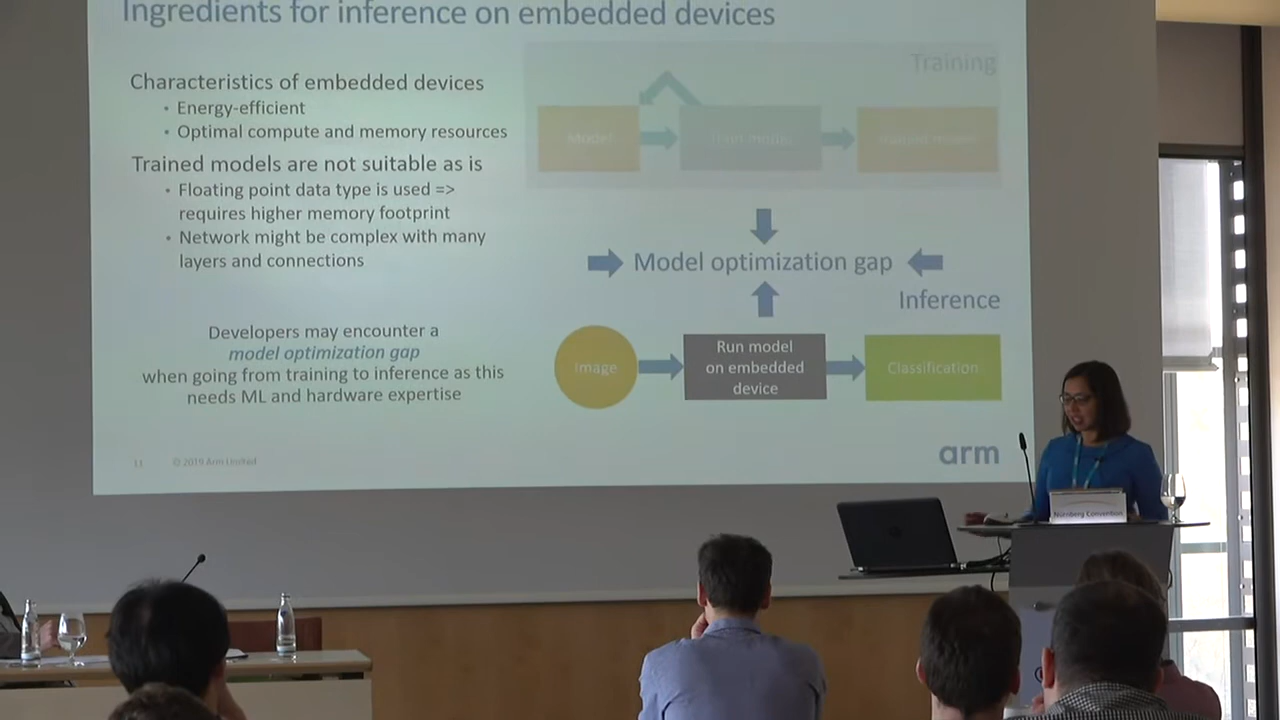 Ingredients for inference on embedded devices
Characteristics of embedded devices
• Energy-efficient
• Optimal compute and memory resources
Trained models are not suitable as is
• Floating point data type is used =>
requires higher memory footprint
• Network might be complex with many
layers and connections
Developers may encounter a
model optimization gap
when going from training to inference as this
needs ML and hardware expertise
Training
Model
Train model
Trained model
Model optimization gap
Inference
Image
Run model
on embedded
device
Classification
11 © 2019 Arm Limited
arm
Nürnberg Convention